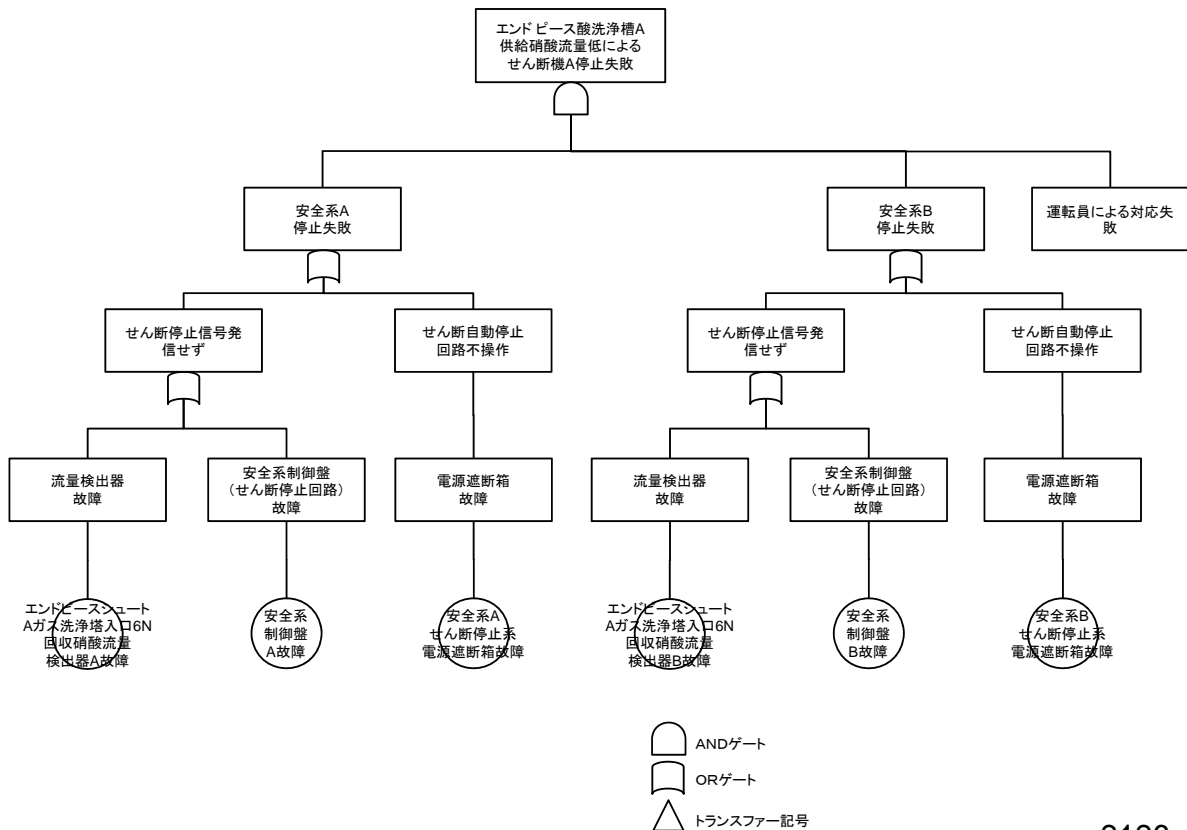 エンドピース酸洗浄槽A
供給硝酸流量低による
せん断機A停止失敗
安全系A
停止失敗
安全系B
停止失敗
運転員による対応失
敗
せん断停止信号発
信せず
せん断自動停止
回路不操作
せん断停止信号発
信せず
せん断自動停止
回路不操作
流量検出器
故障
安全系制御盤
(せん断停止回路)
故障
電源遮断箱
故障
流量検出器
故障
安全系制御盤
(せん断停止回路)
故障
電源遮断箱
故障
エンドピースシュート
Aガス洗浄塔入口6N
回収硝酸流量
検出器A故障
安全系
制御盤
A故障
安全系A
せん断停止系
電源遮断箱故障
エンドピースシュート
Aガス洗浄塔入口6N
回収硝酸流量
検出器B故障
安全系
制御盤
B故障
安全系B
せん断停止系
電源遮断箱故障
ANDゲート
ORゲート
トランスファー記号